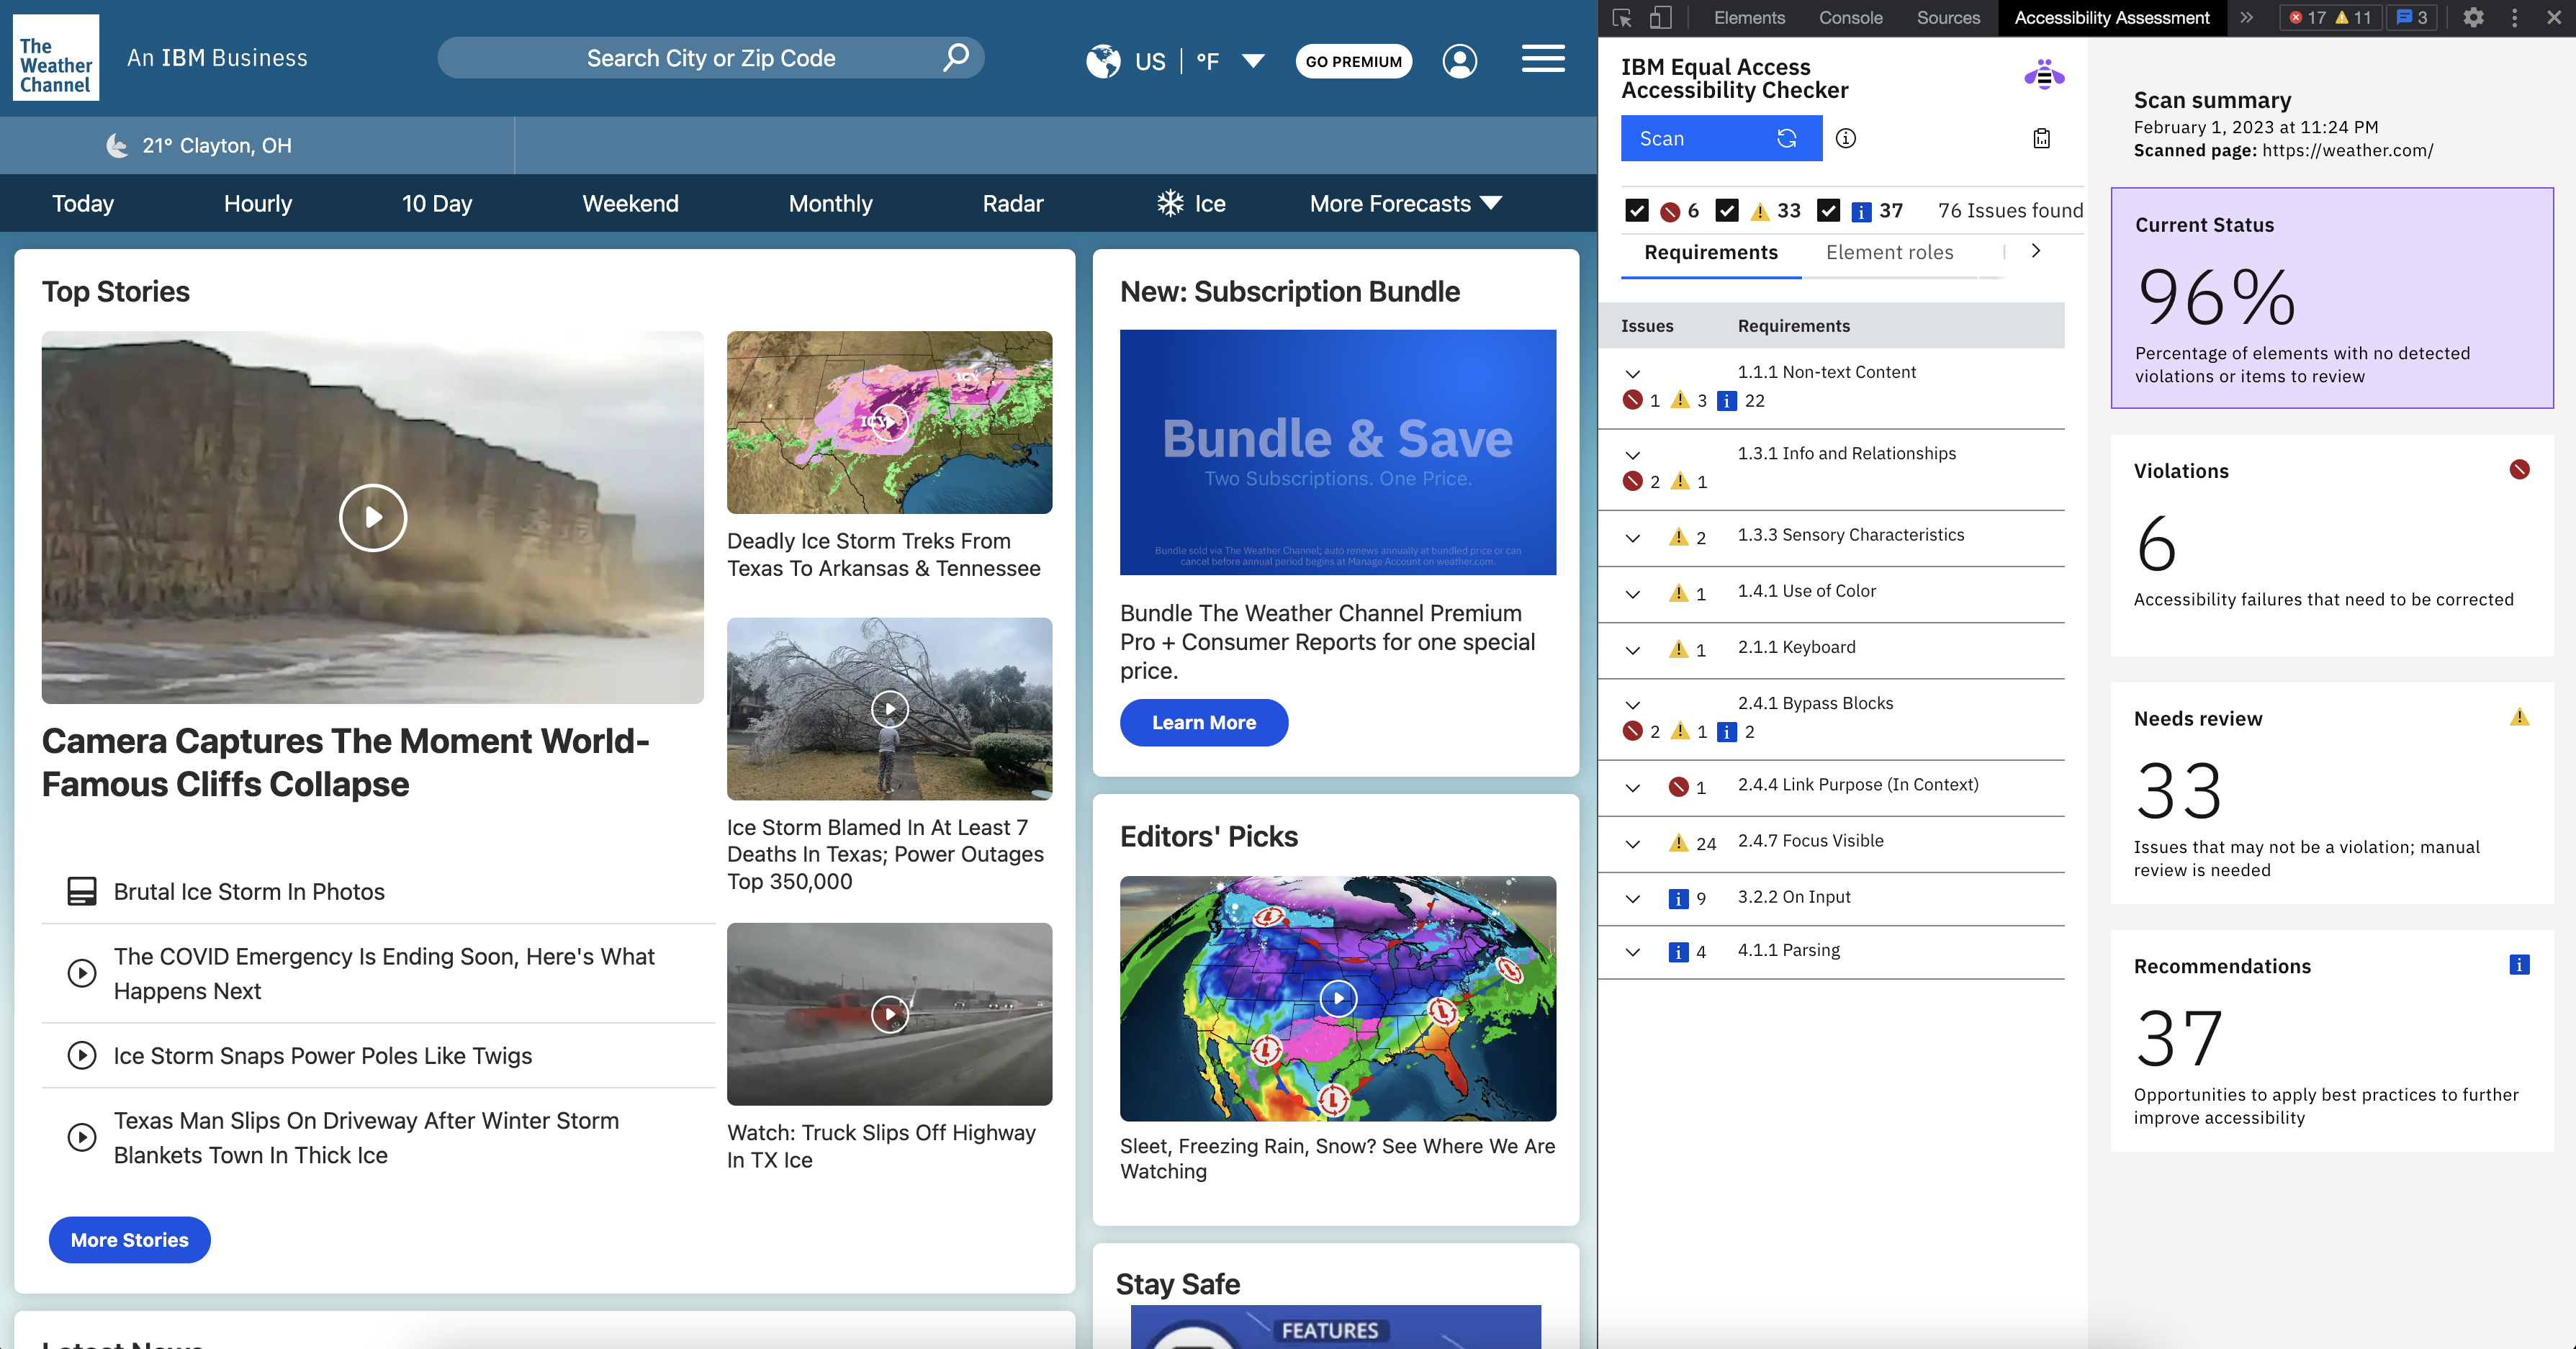 The
Weather
Channel
An IBM Business
Search City or Zip Code
US
°F
GO PREMIUM
21° Clayton, OH
Today
Hourly
10 Day
Weekend
Monthly
Radar
Ice
More Forecasts
Top Stories
Camera Captures The Moment World-
Famous Cliffs Collapse
Brutal Ice Storm In Photos
The COVID Emergency Is Ending Soon, Here's What
Happens Next
Ice Storm Snaps Power Poles Like Twigs
Texas Man Slips On Driveway After Winter Storm
Blankets Town In Thick Ice
More Stories
ICY
ICY
Deadly Ice Storm Treks From
Texas To Arkansas & Tennessee
Ice Storm Blamed In At Least 7
Deaths In Texas; Power Outages
Top 350,000
Watch: Truck Slips Off Highway
In TX Ice
New: Subscription Bundle
Bundle & Save
Two Subscriptions. One Price.
Bundle sold via The Weather Channel; auto renews annually at bundled price or can
cancel before annual period begins at Manage Account on weather.com.
Bundle The Weather Channel Premium
Pro + Consumer Reports for one special
price.
Learn More
Editors' Picks
L
L
L
L
L
Sleet, Freezing Rain, Snow? See Where We Are
Watching
Stay Safe
FEATURES
Latest News
Elements
Console
Sources
Accessibility Assessment
17
11
3
IBM Equal Access
Accessibility Checker
Scan
6
33
37
76 Issues found
Requirements
Element roles
Issues
Requirements
1.1.1 Non-text Content
1 3 22
1.3.1 Info and Relationships
2 1
2 1.3.3 Sensory Characteristics
1 1.4.1 Use of Color
1 2.1.1 Keyboard
2.4.1 Bypass Blocks
2 1 2
1 2.4.4 Link Purpose (In Context)
24 2.4.7 Focus Visible
9 3.2.2 On Input
4 4.1.1 Parsing
Scan summary
February 1, 2023 at 11:24 PM
Scanned page: https://weather.com/
Current Status
96%
Percentage of elements with no detected
violations or items to review
Violations
6
Accessibility failures that need to be corrected
Needs review
33
Issues that may not be a violation; manual
review is needed
Recommendations
37
Opportunities to apply best practices to further
improve accessibility